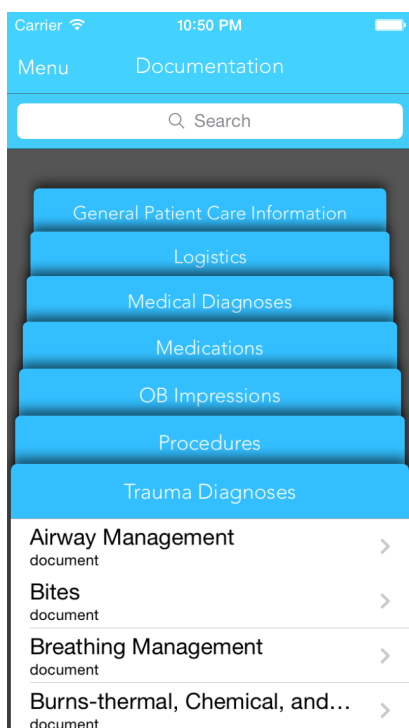 Carrier 10:50 PM
Menu Documentation
Search
General Patient Care Information
Logistics
Medical Diagnoses
Medications
OB Impressions
Procedures
Trauma Diagnoses
Airway Management
document
Bites
document
Breathing Management
document
Burns-thermal, Chemical, and...
document